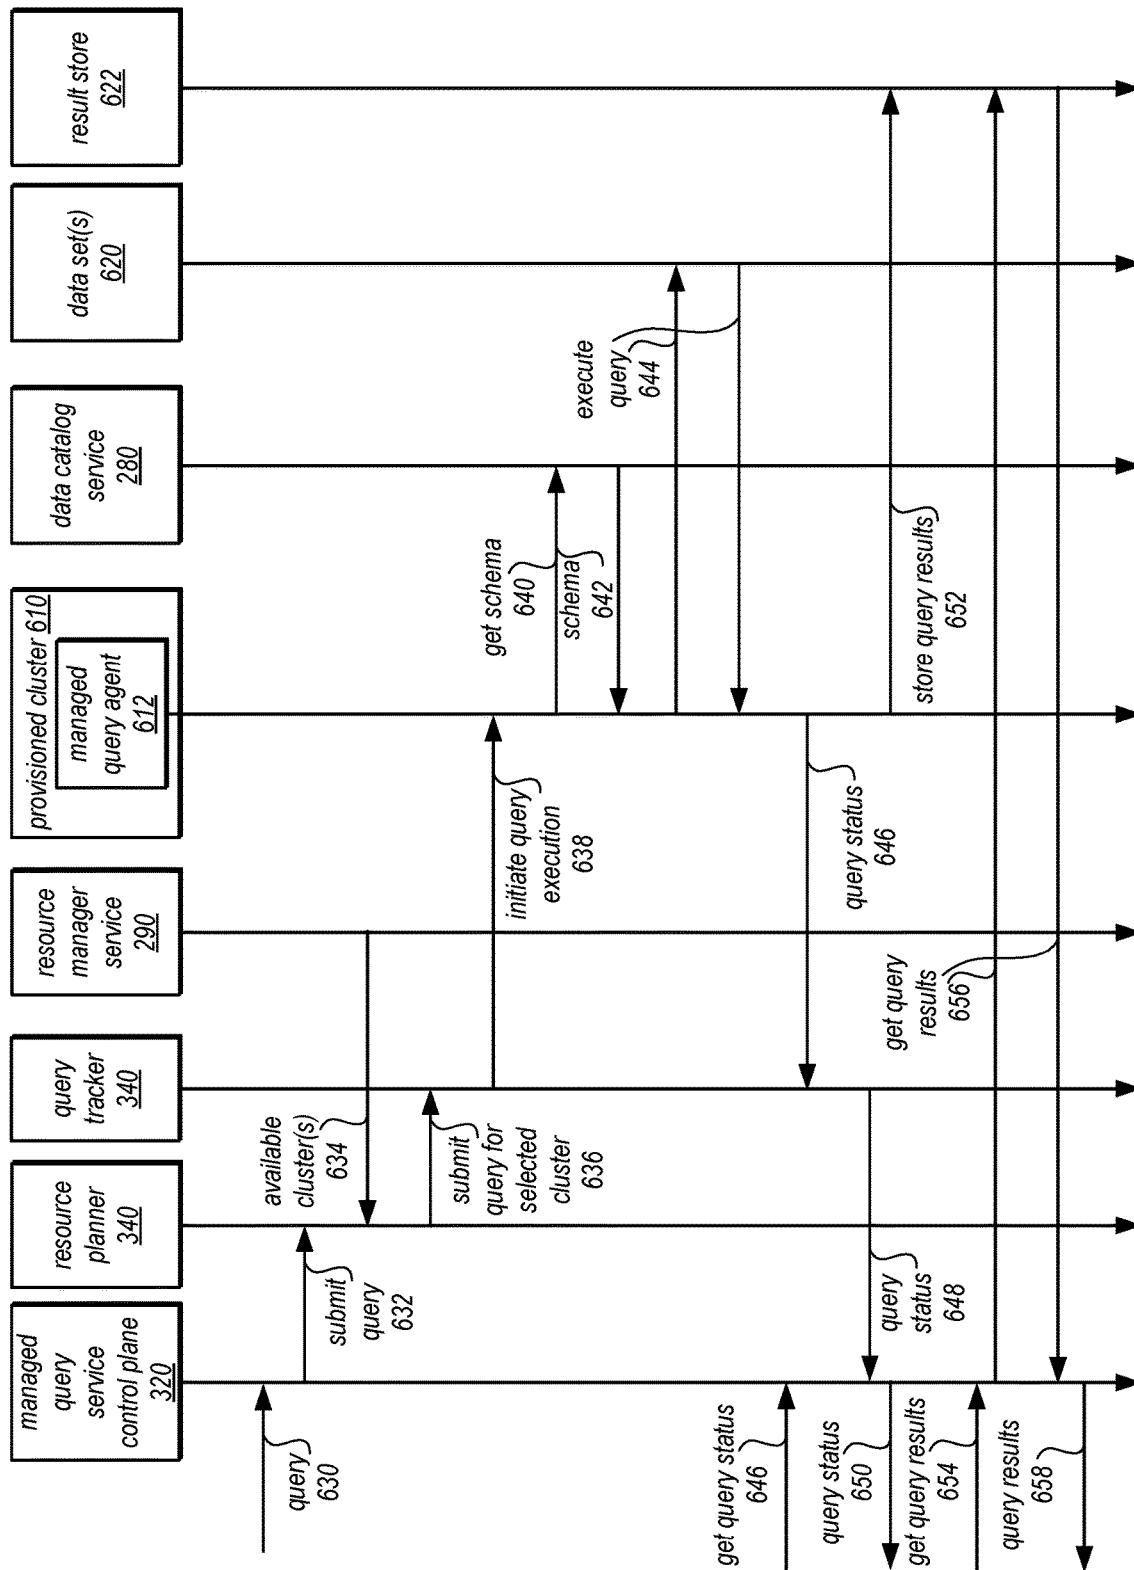 managed
query
service
control plane
320
resource
planner
340
query
tracker
340
resource
manager
service
290
provisioned cluster 610
managed
query agent
612
data catalog
service
280
data set(s)
620
result store
622
query
630
submit
query
632
available
cluster(s)
634
submit
query for
selected
cluster
636
initiate query
execution
638
get schema
640
schema
642
execute
query
644
get query status
646
query status
646
query
status
648
query status
650
store query results
652
get query results
654
get query
results
656
query results
658